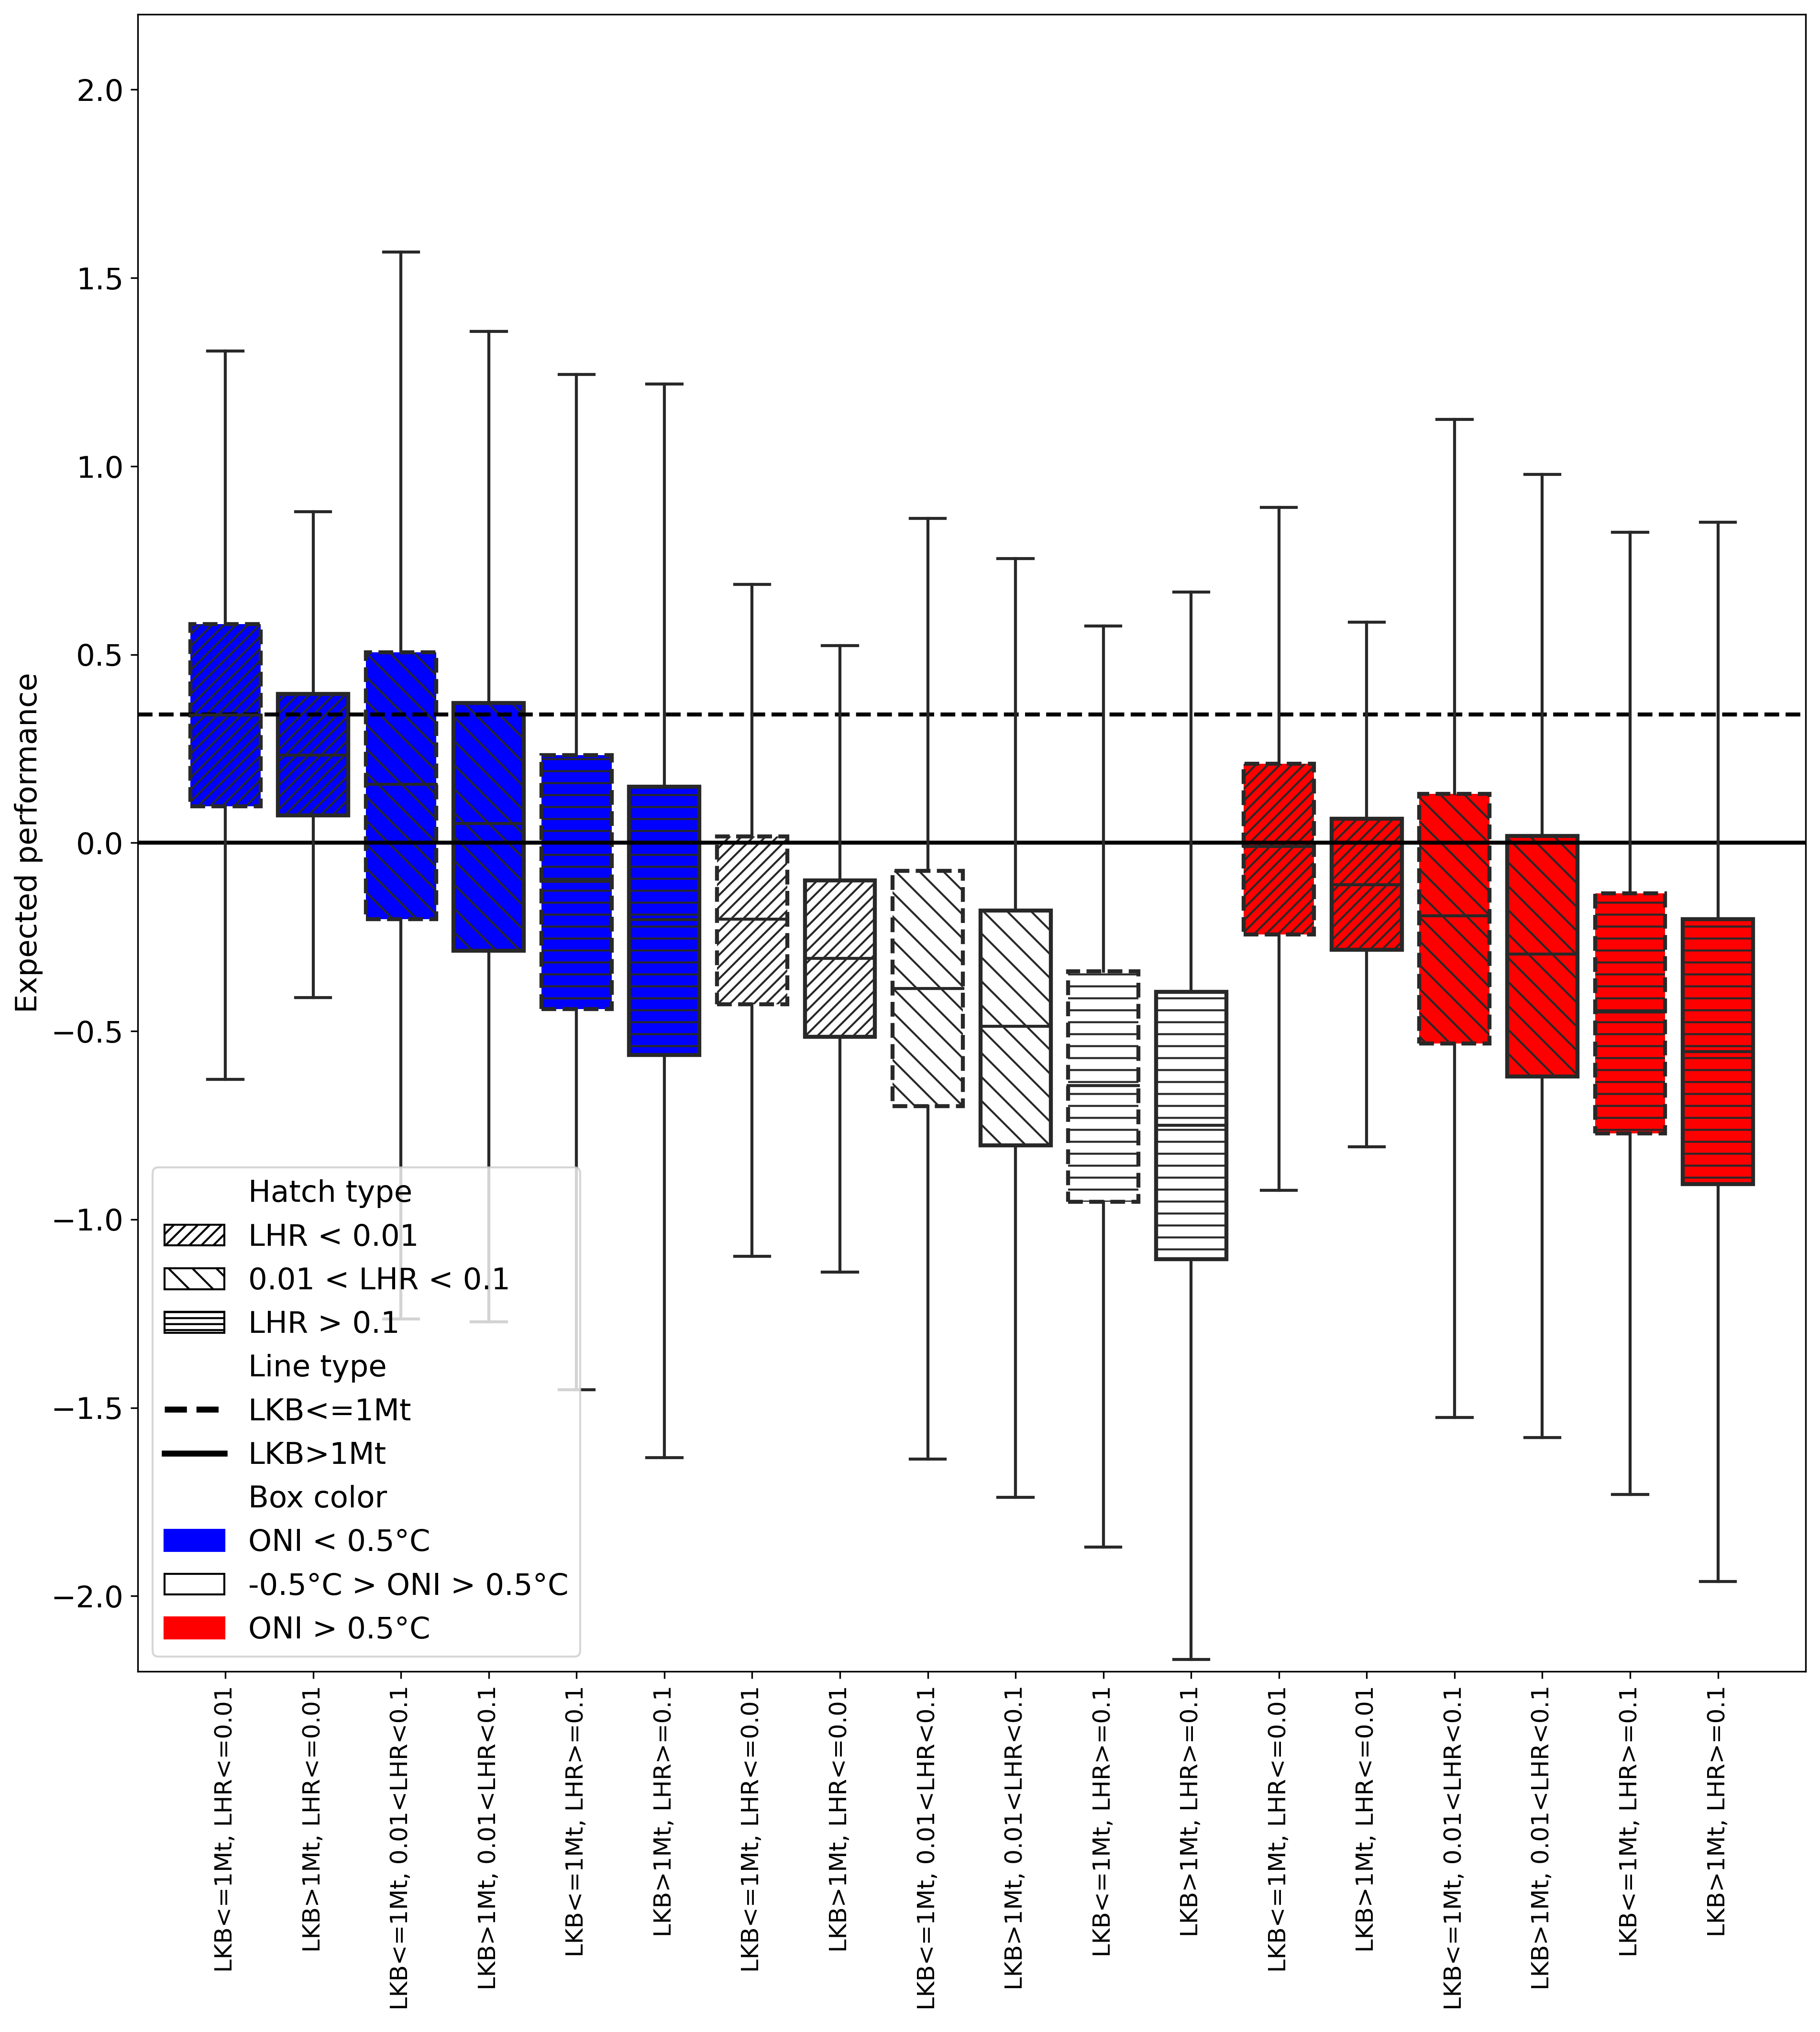 2.0
1.5
1.0
0.5
0.0
−0.5
−1.0
−1.5
−2.0
Expected performance
Hatch type
LHR < 0.01
0.01 < LHR < 0.1
LHR > 0.1
Line type
LKB<=1Mt
LKB>1Mt
Box color
ONI < 0.5°C
-0.5°C > ONI > 0.5°C
ONI > 0.5°C
LKB<=1Mt, LHR<=0.01
LKB>1Mt, LHR<=0.01
LKB<=1Mt, 0.01<LHR<0.1
LKB>1Mt, 0.01<LHR<0.1
LKB<=1Mt, LHR>=0.1
LKB>1Mt, LHR>=0.1
LKB<=1Mt, LHR<=0.01
LKB>1Mt, LHR<=0.01
LKB<=1Mt, 0.01<LHR<0.1
LKB>1Mt, 0.01<LHR<0.1
LKB<=1Mt, LHR>=0.1
LKB>1Mt, LHR>=0.1
LKB<=1Mt, LHR<=0.01
LKB>1Mt, LHR<=0.01
LKB<=1Mt, 0.01<LHR<0.1
LKB>1Mt, 0.01<LHR<0.1
LKB<=1Mt, LHR>=0.1
LKB>1Mt, LHR>=0.1